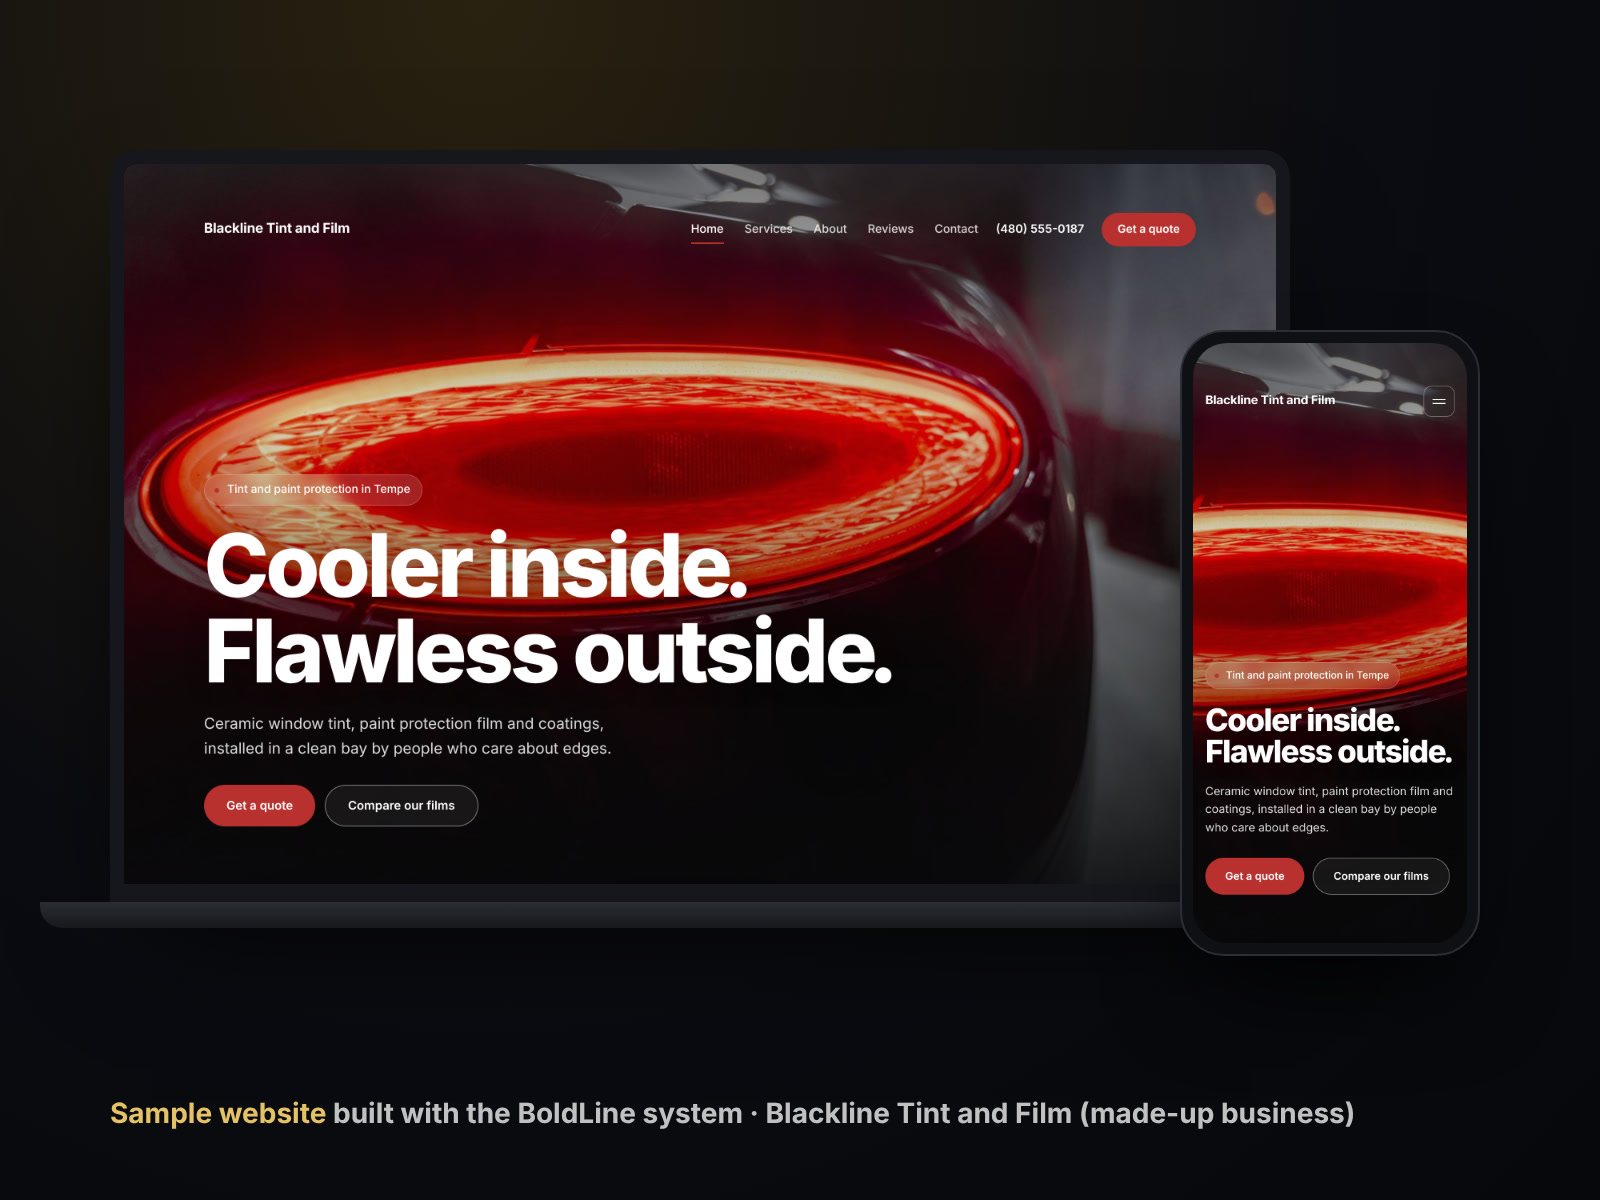 Blackline Tint and Film
Home Services About Reviews Contact (480) 555-0187 Get a quote
Tint and paint protection in Tempe
Cooler inside.
Flawless outside.
Ceramic window tint, paint protection film and coatings,
installed in a clean bay by people who care about edges.
Get a quote Compare our films
Blackline Tint and Film
Tint and paint protection in Tempe
Cooler inside.
Flawless outside.
Ceramic window tint, paint protection film and
coatings, installed in a clean bay by people
who care about edges.
Get a quote Compare our films
Sample website built with the BoldLine system · Blackline Tint and Film (made-up business)